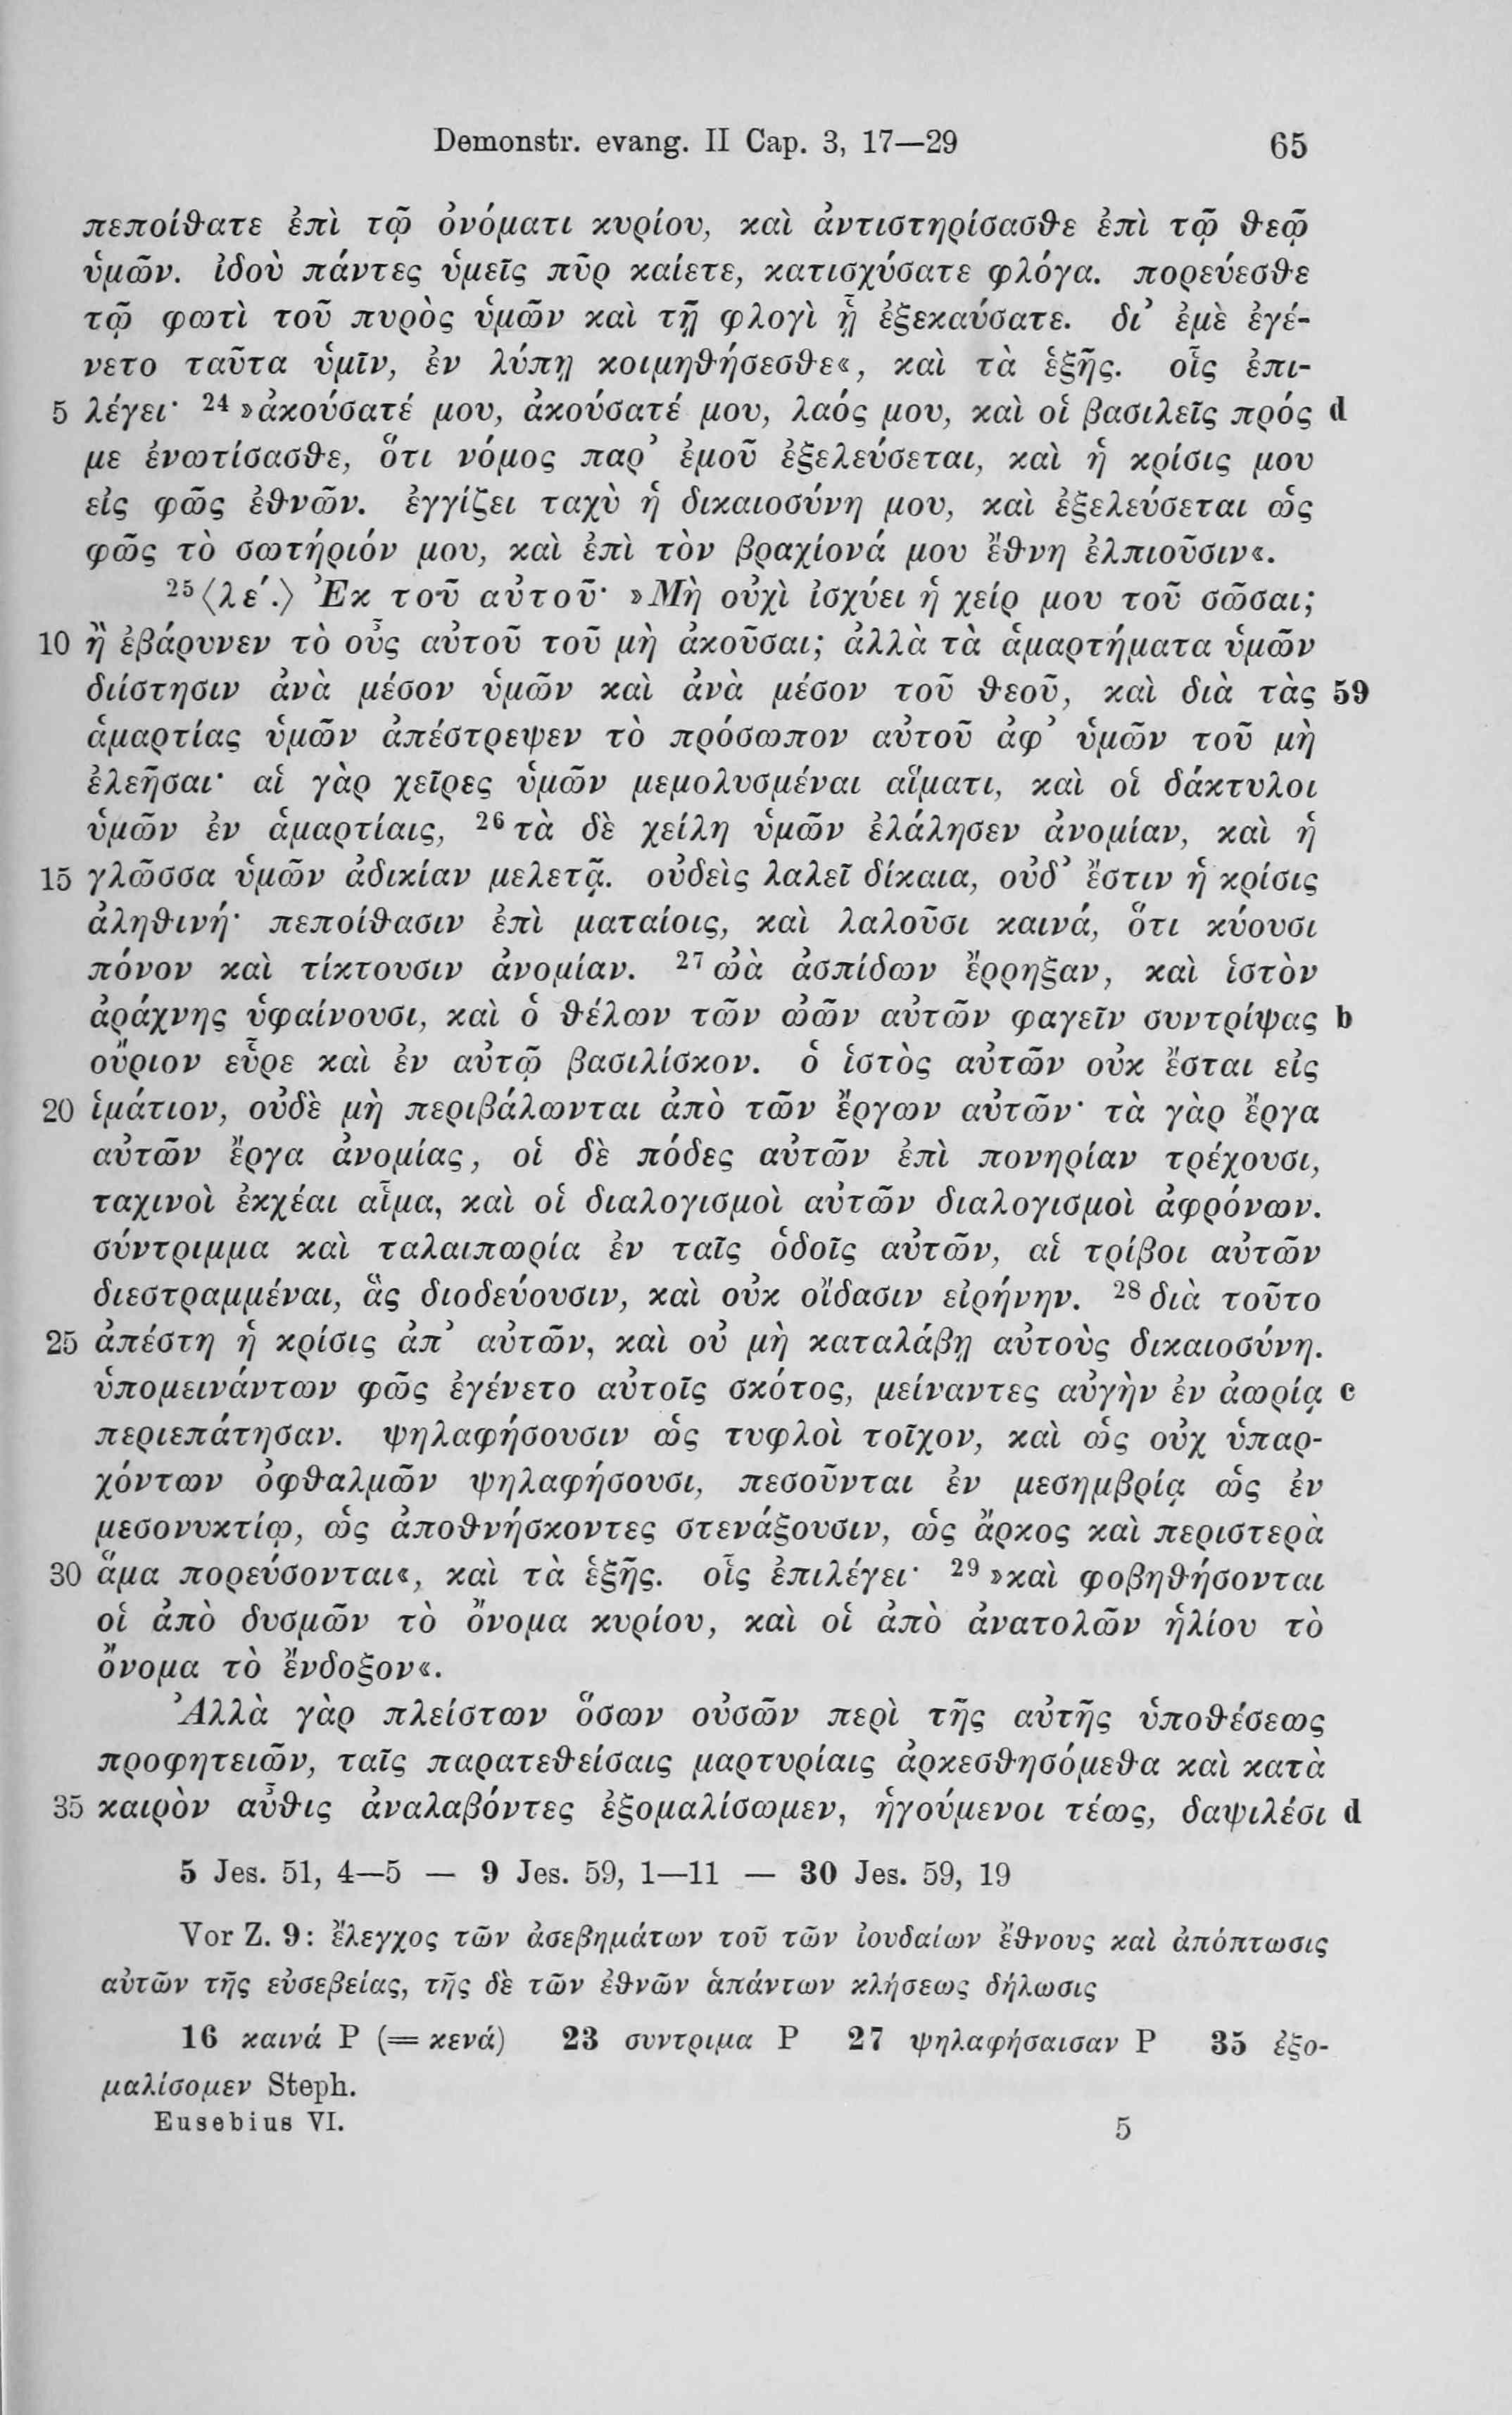 Demonstr. evang. II Cap. 3, 17—29 65
πεποίθατε ἐπὶ τῷ ὀνόματι κυρίου, καὶ ἀντιστηρίσασθε ἐπὶ τῷ θεῷ
ὑμῶν. ἰδοὺ πάντες ὑμεῖς πῦρ καίετε, κατισχύσατε φλόγα. πορεύεσθε
τῷ φωτὶ τοῦ πυρὸς ὑμῶν καὶ τῇ φλογὶ ᾗ ἐξεκαύσατε. δι’ ἐμὲ ἐγέ-
νετο ταῦτα ὑμῖν, ἐν λύπῃ κοιμηθήσεσθε«, καὶ τὰ ἑξῆς. οἷς ἐπι-
5 λέγει· ²⁴ »ἀκούσατέ μου, ἀκούσατέ μου, λαός μου, καὶ οἱ βασιλεῖς πρός d
με ἐνωτίσασθε, ὅτι νόμος παρ’ ἐμοῦ ἐξελεύσεται, καὶ ἡ κρίσις μου
εἰς φῶς ἐθνῶν. ἐγγίζει ταχὺ ἡ δικαιοσύνη μου, καὶ ἐξελεύσεται ὡς
φῶς τὸ σωτήριόν μου, καὶ ἐπὶ τὸν βραχίονά μου ἔθνη ἐλπιοῦσιν«.
²⁵ ⟨λε΄.⟩ Ἐκ τοῦ αὐτοῦ· »Μὴ οὐχὶ ἰσχύει ἡ χείρ μου τοῦ σῶσαι;
10 ἢ ἐβάρυνεν τὸ οὖς αὐτοῦ τοῦ μὴ ἀκοῦσαι; ἀλλὰ τὰ ἁμαρτήματα ὑμῶν
διίστησιν ἀνὰ μέσον ὑμῶν καὶ ἀνὰ μέσον τοῦ θεοῦ, καὶ διὰ τὰς 59
ἁμαρτίας ὑμῶν ἀπέστρεψεν τὸ πρόσωπον αὐτοῦ ἀφ’ ὑμῶν τοῦ μὴ
ἐλεῆσαι· αἱ γὰρ χεῖρες ὑμῶν μεμολυσμέναι αἵματι, καὶ οἱ δάκτυλοι
ὑμῶν ἐν ἁμαρτίαις, ²⁶ τὰ δὲ χείλη ὑμῶν ἐλάλησεν ἀνομίαν, καὶ ἡ
15 γλῶσσα ὑμῶν ἀδικίαν μελετᾷ. οὐδεὶς λαλεῖ δίκαια, οὐδ’ ἔστιν ἡ κρίσις
ἀληθινή· πεποίθασιν ἐπὶ ματαίοις, καὶ λαλοῦσι καινά, ὅτι κύουσι
πόνον καὶ τίκτουσιν ἀνομίαν. ²⁷ ὠὰ ἀσπίδων ἔρρηξαν, καὶ ἱστὸν
ἀράχνης ὑφαίνουσι, καὶ ὁ θέλων τῶν ὠῶν αὐτῶν φαγεῖν συντρίψας b
οὔριον εὗρε καὶ ἐν αὐτῷ βασιλίσκον. ὁ ἱστὸς αὐτῶν οὐκ ἔσται εἰς
20 ἱμάτιον, οὐδὲ μὴ περιβάλωνται ἀπὸ τῶν ἔργων αὐτῶν· τὰ γὰρ ἔργα
αὐτῶν ἔργα ἀνομίας, οἱ δὲ πόδες αὐτῶν ἐπὶ πονηρίαν τρέχουσι,
ταχινοὶ ἐκχέαι αἷμα, καὶ οἱ διαλογισμοὶ αὐτῶν διαλογισμοὶ ἀφρόνων.
σύντριμμα καὶ ταλαιπωρία ἐν ταῖς ὁδοῖς αὐτῶν, αἱ τρίβοι αὐτῶν
διεστραμμέναι, ἃς διοδεύουσιν, καὶ οὐκ οἴδασιν εἰρήνην. ²⁸ διὰ τοῦτο
25 ἀπέστη ἡ κρίσις ἀπ’ αὐτῶν, καὶ οὐ μὴ καταλάβῃ αὐτοὺς δικαιοσύνη.
ὑπομεινάντων φῶς ἐγένετο αὐτοῖς σκότος, μείναντες αὐγὴν ἐν ἀωρίᾳ c
περιεπάτησαν. ψηλαφήσουσιν ὡς τυφλοὶ τοῖχον, καὶ ὡς οὐχ ὑπαρ-
χόντων ὀφθαλμῶν ψηλαφήσουσι, πεσοῦνται ἐν μεσημβρίᾳ ὡς ἐν
μεσονυκτίῳ, ὡς ἀποθνήσκοντες στενάξουσιν, ὡς ἄρκος καὶ περιστερὰ
30 ἅμα πορεύσονται«, καὶ τὰ ἑξῆς. οἷς ἐπιλέγει· ²⁹ »καὶ φοβηθήσονται
οἱ ἀπὸ δυσμῶν τὸ ὄνομα κυρίου, καὶ οἱ ἀπὸ ἀνατολῶν ἡλίου τὸ
ὄνομα τὸ ἔνδοξον«.
Ἀλλὰ γὰρ πλείστων ὅσων οὐσῶν περὶ τῆς αὐτῆς ὑποθέσεως
προφητειῶν, ταῖς παρατεθείσαις μαρτυρίαις ἀρκεσθησόμεθα καὶ κατὰ
35 καιρὸν αὖθις ἀναλαβόντες ἐξομαλίσωμεν, ἡγούμενοι τέως, δαψιλέσι d
5 Jes. 51, 4—5 — 9 Jes. 59, 1—11 — 30 Jes. 59, 19
Vor Z. 9: ἔλεγχος τῶν ἀσεβημάτων τοῦ τῶν ἰουδαίων ἔθνους καὶ ἀπόπτωσις
αὐτῶν τῆς εὐσεβείας, τῆς δὲ τῶν ἐθνῶν ἁπάντων κλήσεως δήλωσις
16 καινά P (= κενά) 23 συντριμα P 27 ψηλαφήσαισαν P 35 ἐξο-
μαλίσομεν Steph.
Eusebius VI. 5